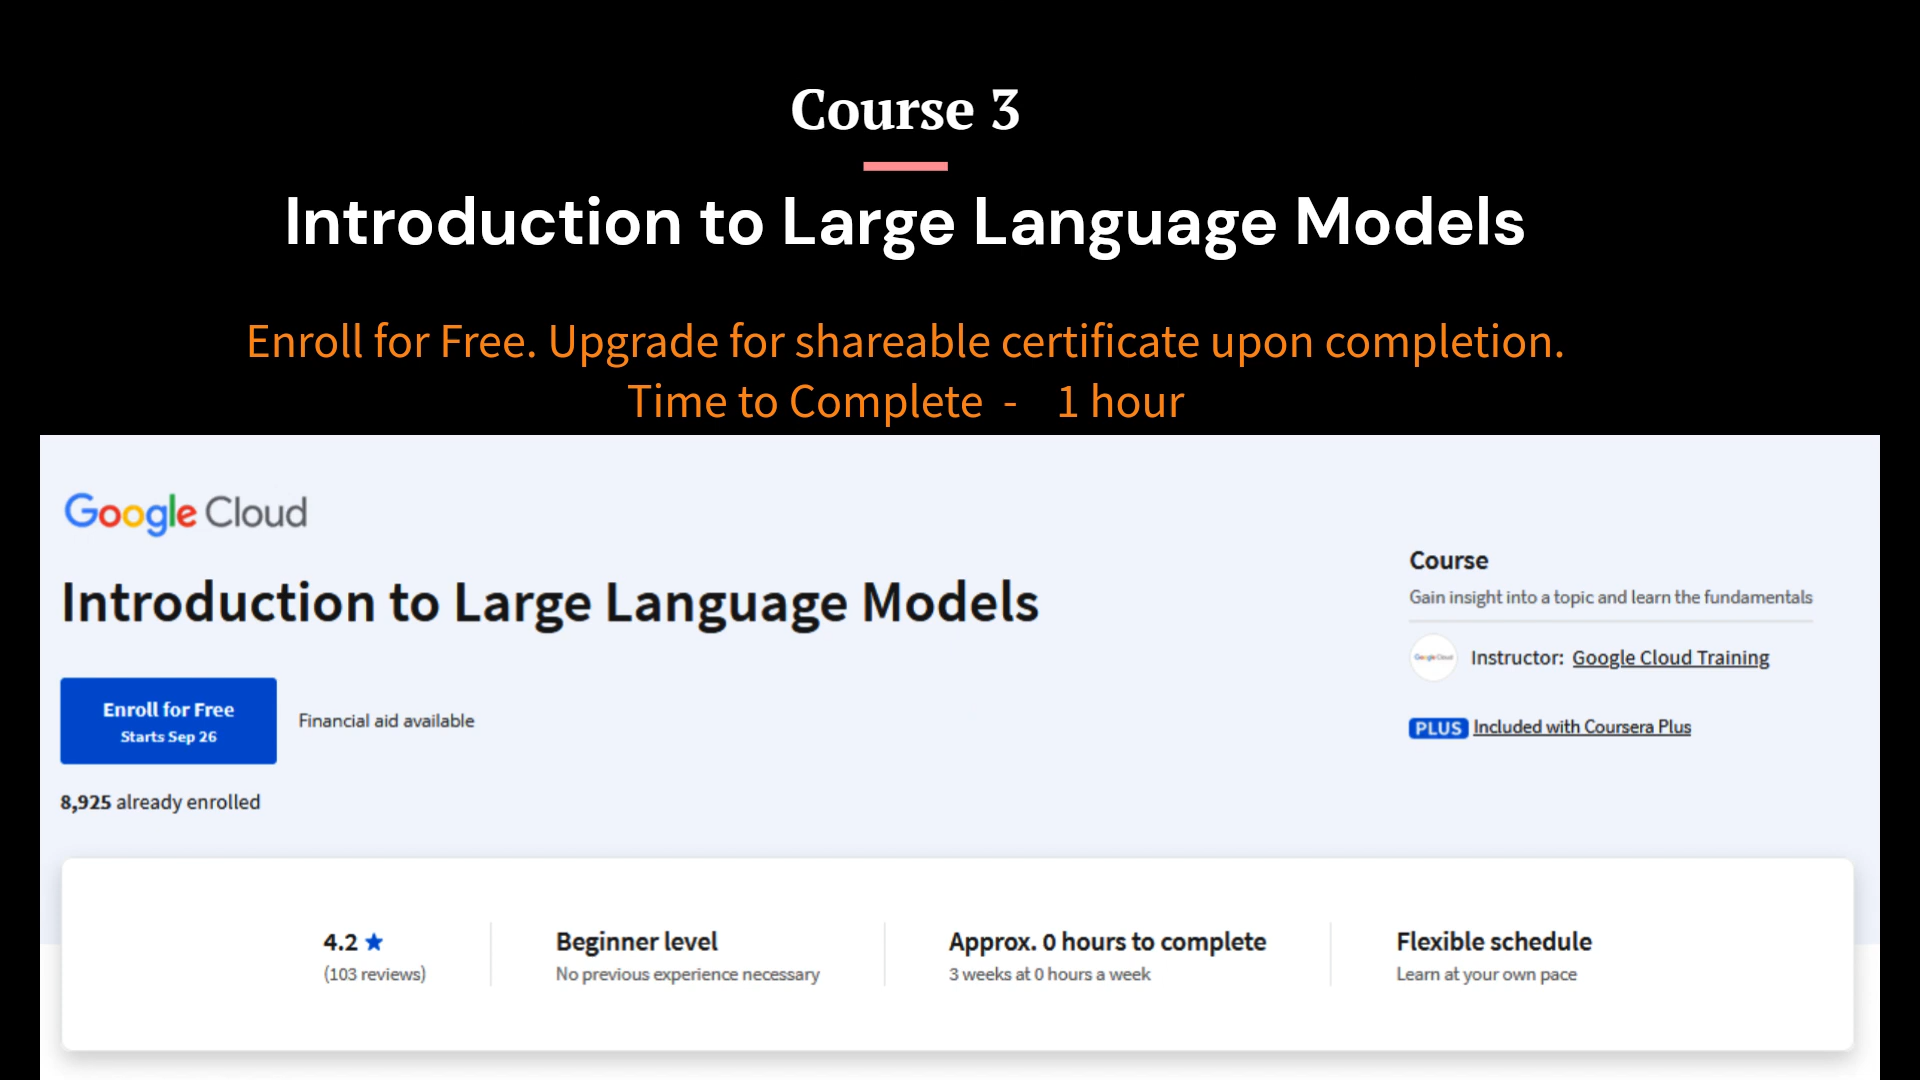 Course 3
Introduction to Large Language Models
Enroll for Free. Upgrade for shareable certificate upon completion.
Time to Complete - 1 hour
Google Cloud
Introduction to Large Language Models
Enroll for Free
Starts Sep 26
Financial aid available
8,925 already enrolled
Course
Gain insight into a topic and learn the fundamentals
Google Cloud
Instructor: Google Cloud Training
PLUS Included with Coursera Plus
4.2
(103 reviews)
Beginner level
No previous experience necessary
Approx. 0 hours to complete
3 weeks at 0 hours a week
Flexible schedule
Learn at your own pace